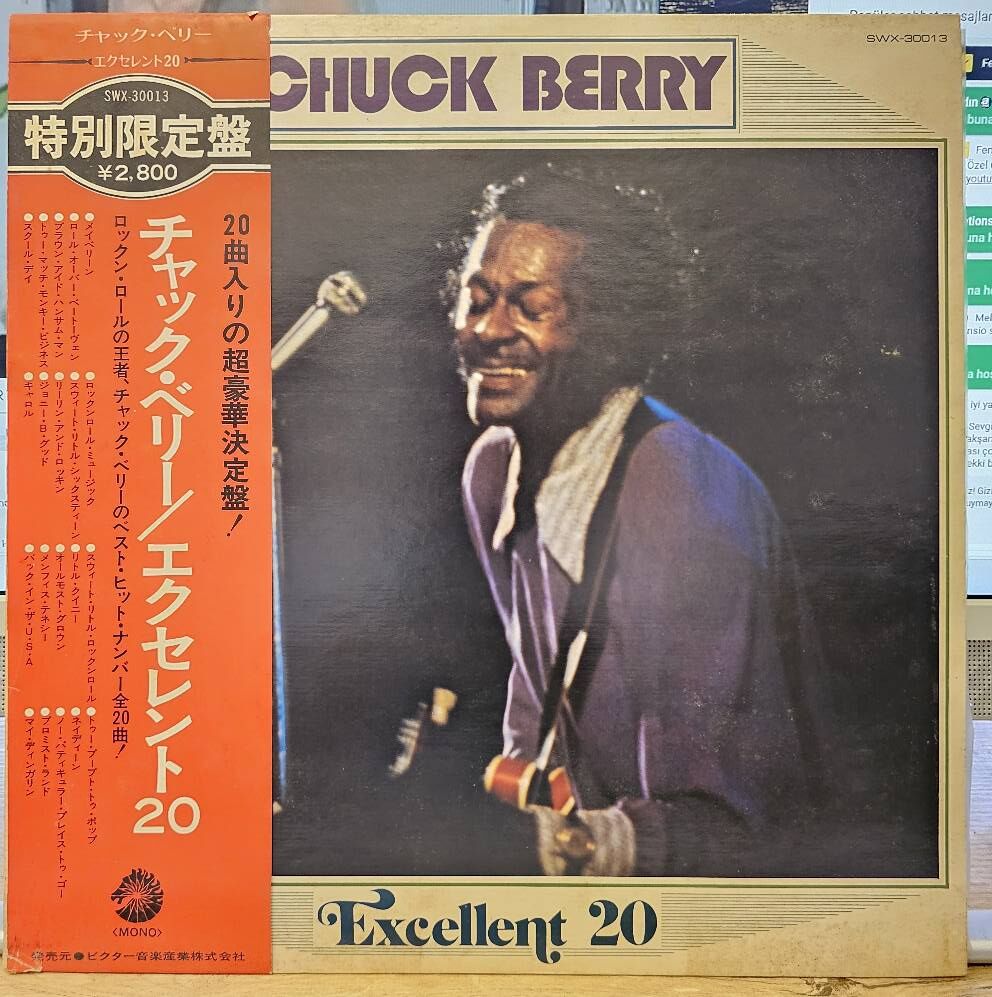 チャック・ベリー
エクセレント20
SWX-30013
特別限定盤
¥2,800
20曲入りの超豪華決定盤!
チャック・ベリー/エクセレント20
ロックン・ロールの王者、チャック・ベリーのベスト・ヒット・ナンバー全20曲!
●メイベリーン
●ロール・オーバー・ベートーヴェン
●ブラウン・アイド・ハンサム・マン
●トゥー・マッチ・モンキー・ビジネス
●スクール・デイ
●ロックンロール・ミュージック
●スウィート・リトル・シックスティーン
●リーリン・アンド・ロッキン
●ジョニー・B・グッド
●キャロル
●スウィート・リトル・ロックンロール
●リトル・クイニー
●オールモスト・グロウン
●メンフィス・テネシー
●バック・イン・ザ・U・S・A
●トゥー・プープト・トゥ・ポップ
●ネイディーン
●ノー・パティキュラー・プレイス・トゥ・ゴー
●プロミスト・ランド
●マイ・ディンガリン
<MONO>
発売元●ビクター音楽産業株式会社
CHUCK BERRY
SWX-30013
Excellent 20